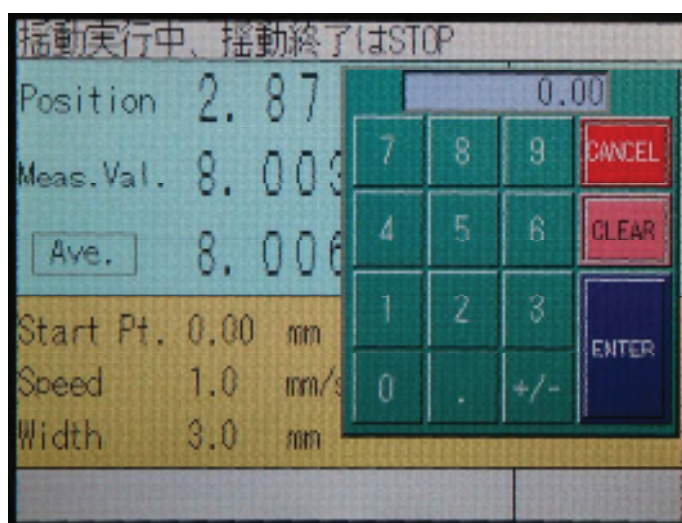 揺動実行中、揺動終了はSTOP
Position 2.87
Meas.Val. 8.003
Ave. 8.006
Start Pt. 0.00 mm
Speed 1.0 mm/s
Width 3.0 mm
0.00
7 8 9 CANCEL
4 5 6 CLEAR
1 2 3
ENTER
0 . +/-